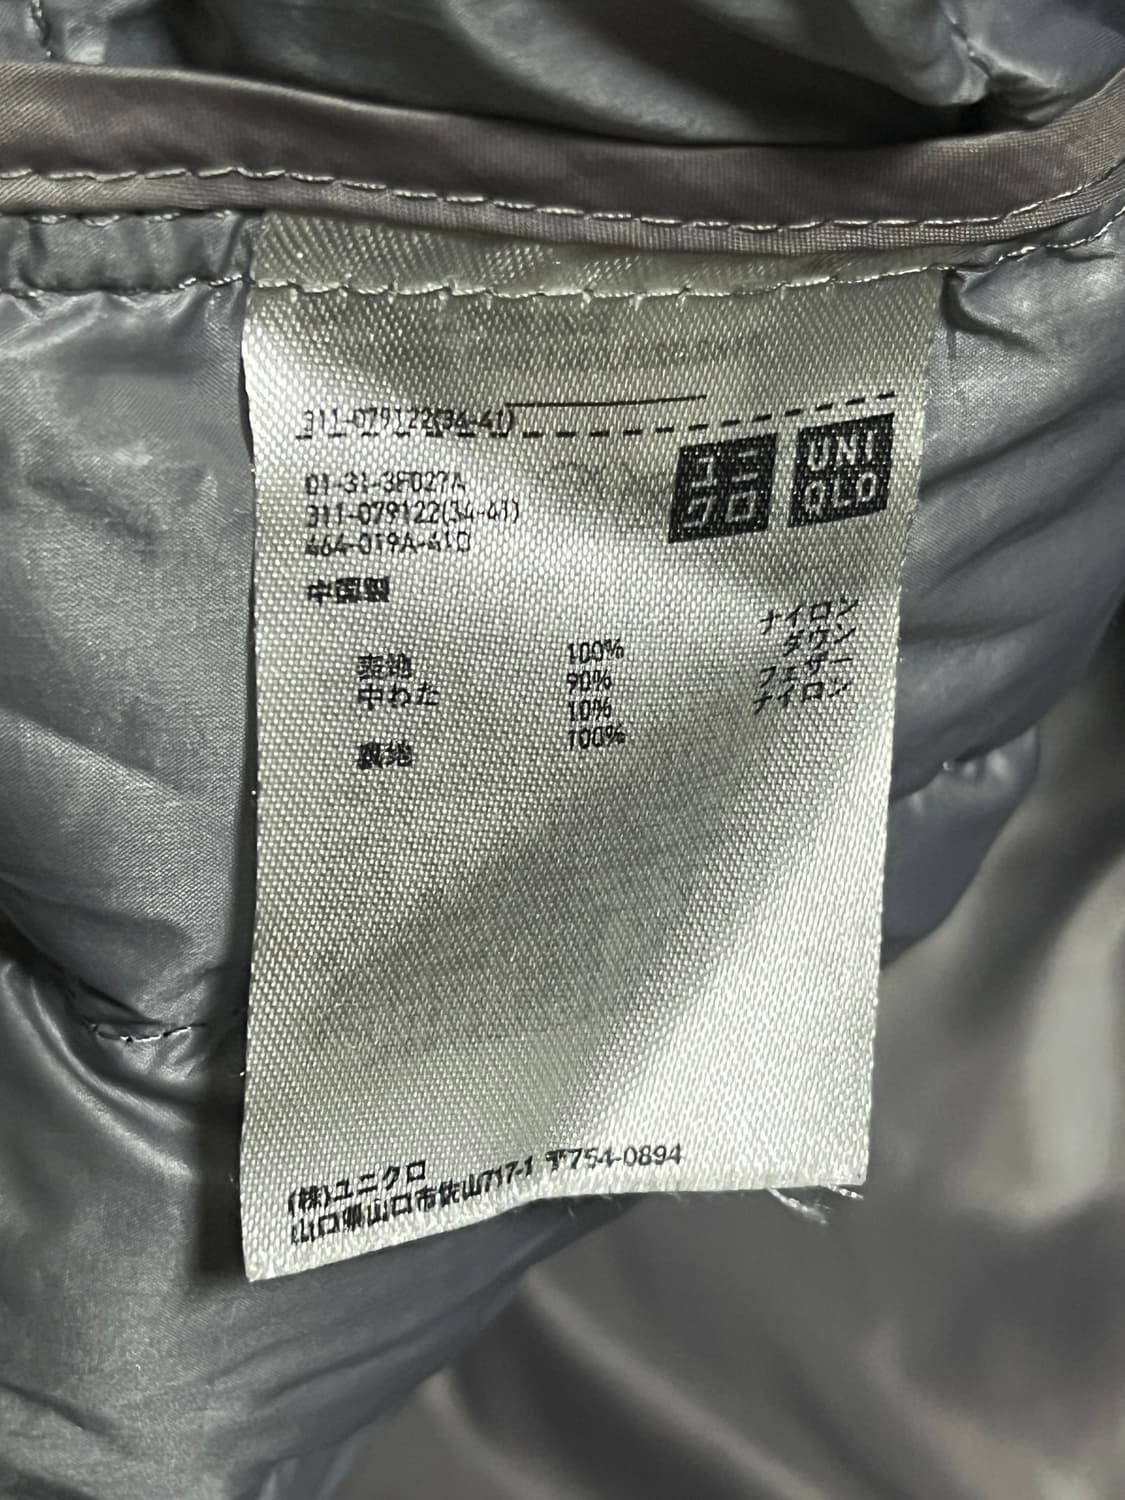 311-079122(34-41)
ユニクロ
UNIQLO
01-31-3F027A
311-079122(34-41)
464-019A-41D
中国製
表地 100% ナイロン
中わた 90% ダウン
10% フェザー
裏地 100% ナイロン
(株)ユニクロ
山口県山口市佐山717-1 〒754-0894